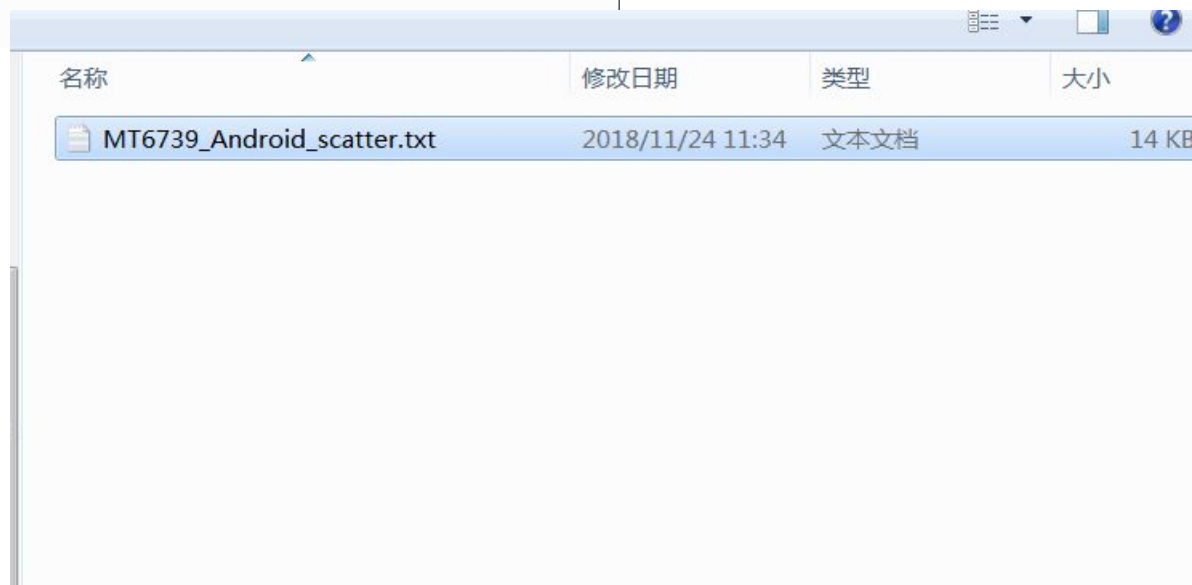 名称 修改日期 类型 大小
MT6739_Android_scatter.txt 2018/11/24 11:34 文本文档 14 KB